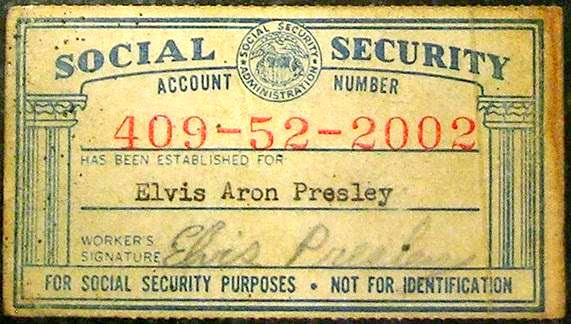 SOCIAL SECURITY
SOCIAL SECURITY ADMINISTRATION
ACCOUNT NUMBER
409-52-2002
HAS BEEN ESTABLISHED FOR
Elvis Aron Presley
WORKER'S
SIGNATURE Elvis Presley
FOR SOCIAL SECURITY PURPOSES • NOT FOR IDENTIFICATION